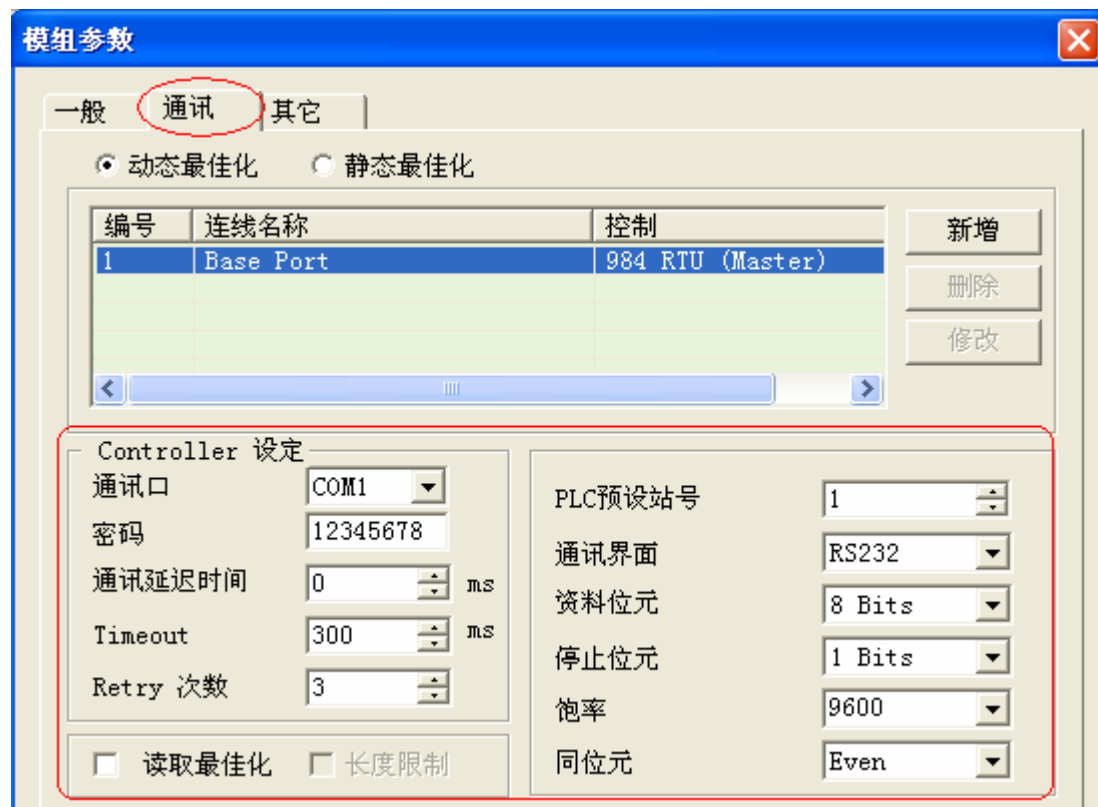 模组参数
一般 通讯 其它
动态最佳化 静态最佳化
编号 连线名称 控制
1 Base Port 984 RTU (Master)
新增
删除
修改
Controller 设定
通讯口 COM1
密码 12345678
通讯延迟时间 0 ms
Timeout 300 ms
Retry 次数 3
读取最佳化 长度限制
PLC预设站号 1
通讯界面 RS232
资料位元 8 Bits
停止位元 1 Bits
饱率 9600
同位元 Even